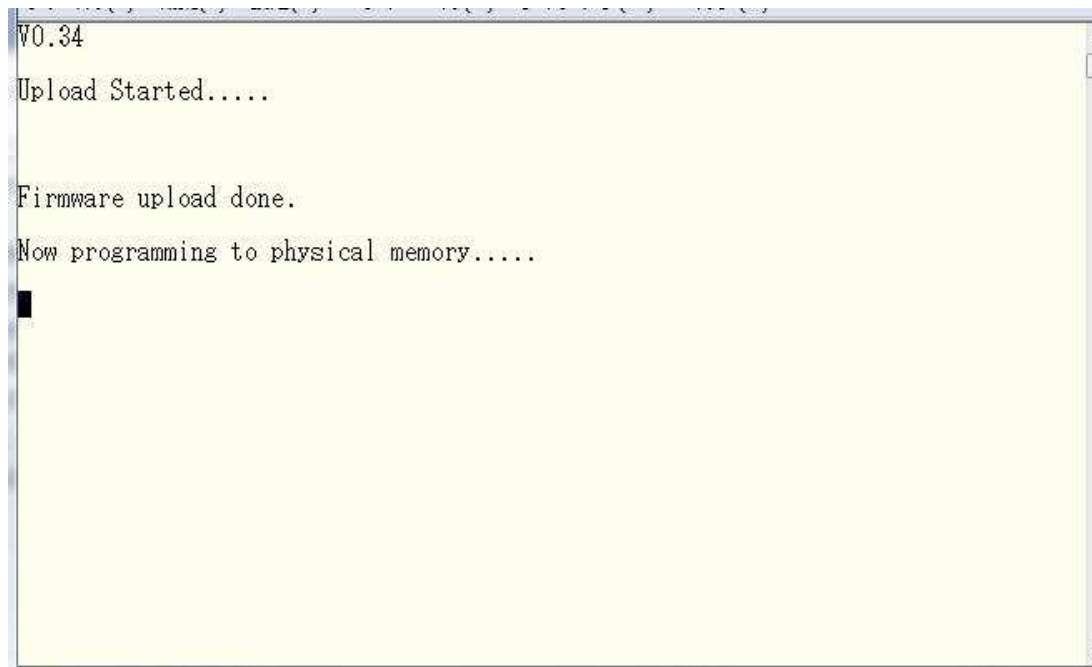 V0.34
Upload Started.....
Firmware upload done.
Now programming to physical memory.....